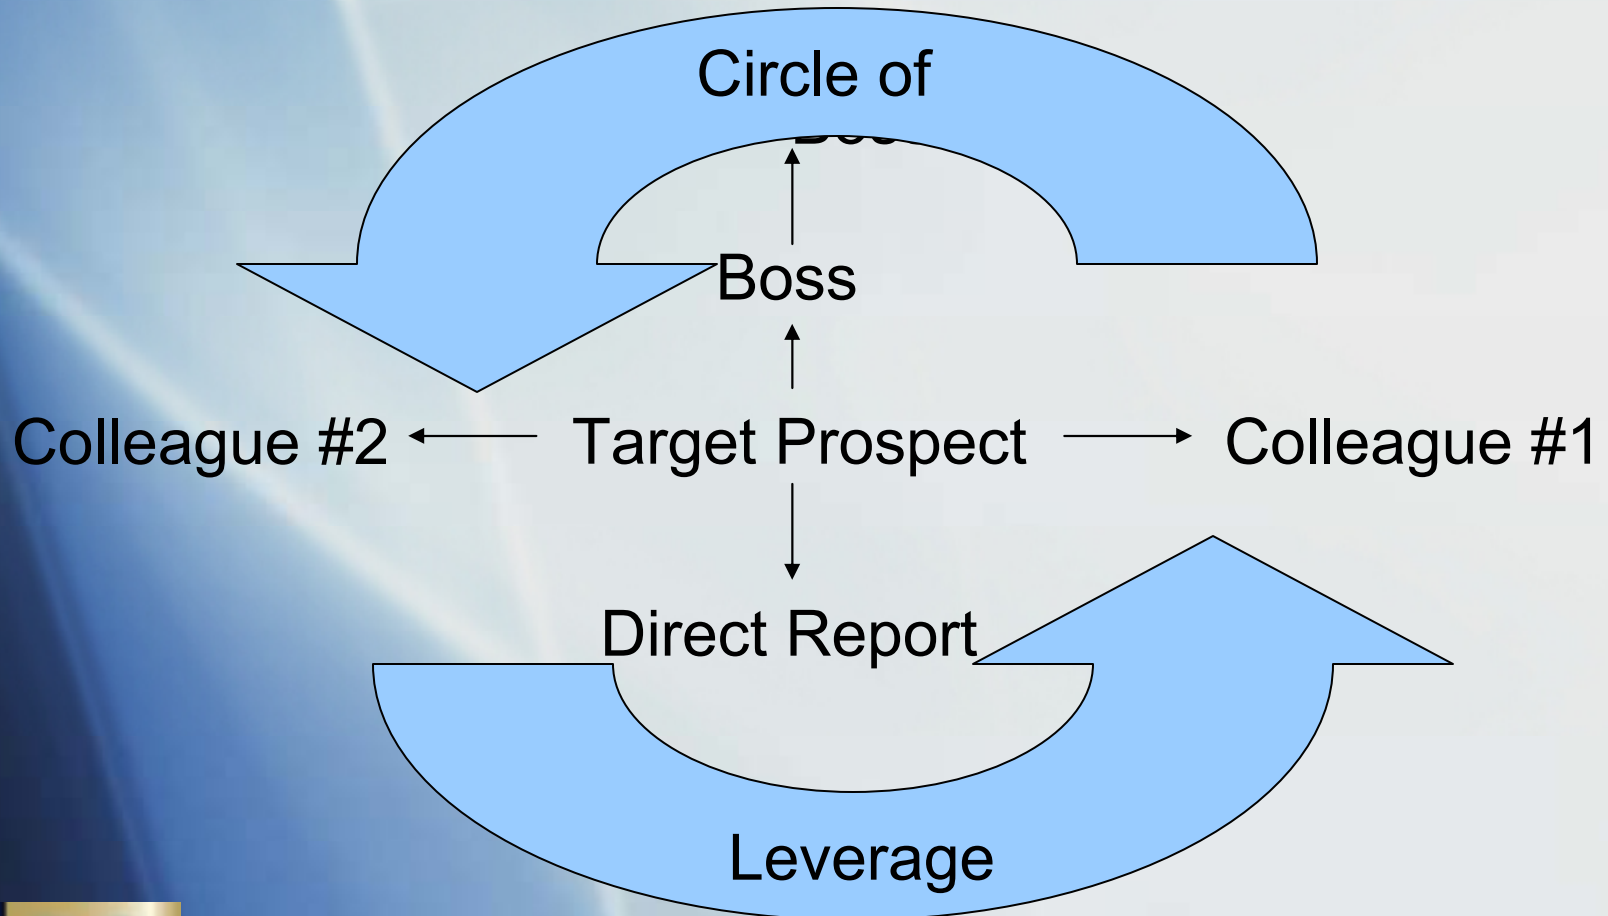 Circle of
Boss
Colleague #2
Target Prospect
Colleague #1
Direct Report
Leverage